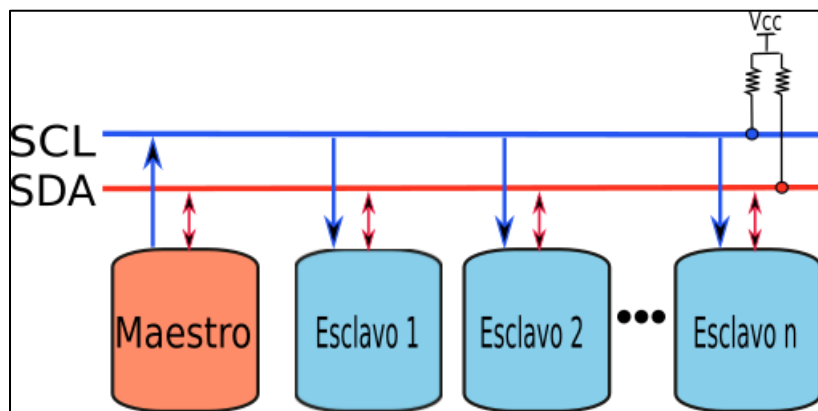 Vcc
SCL
SDA
Maestro
Esclavo 1
Esclavo 2
Esclavo n